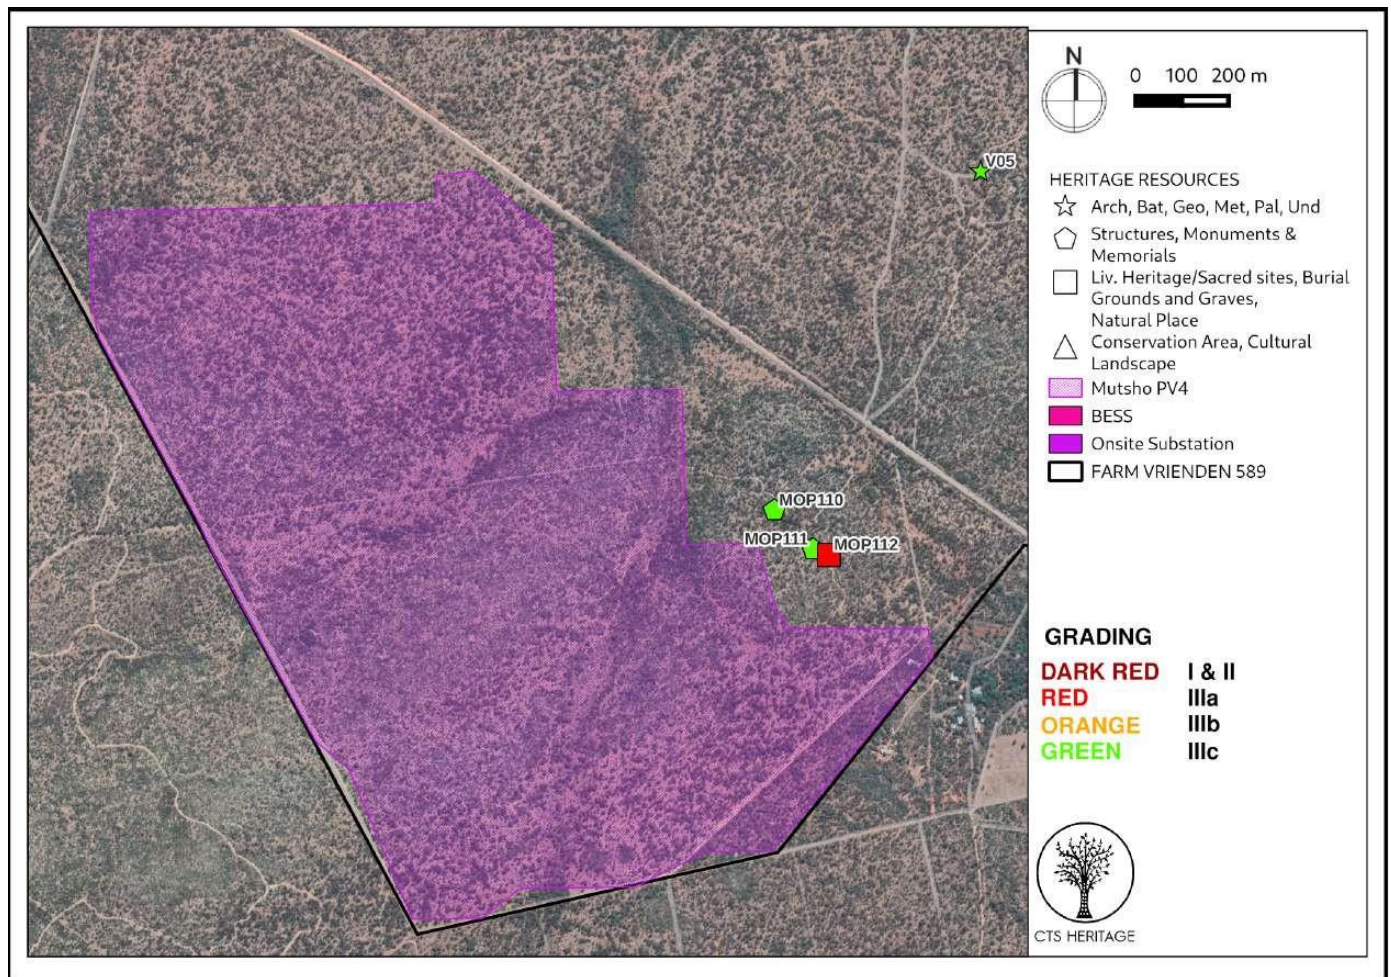 V05
MOP110
MOP111
MOP112
N
0 100 200 m
HERITAGE RESOURCES
Arch, Bat, Geo, Met, Pal, Und
Structures, Monuments &
Memorials
Liv. Heritage/Sacred sites, Burial
Grounds and Graves,
Natural Place
Conservation Area, Cultural
Landscape
Mutsho PV4
BESS
Onsite Substation
FARM VRIENDEN 589
GRADING
DARK RED I & II
RED IIIa
ORANGE IIIb
GREEN IIIc
CTS HERITAGE